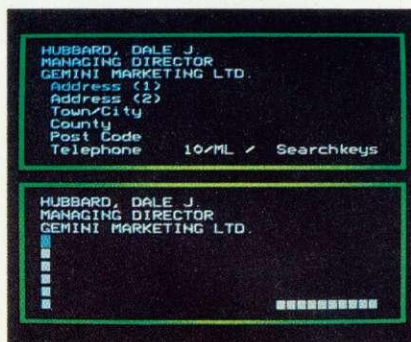 HUBBARD, DALE J.
MANAGING DIRECTOR
GEMINI MARKETING LTD.
Address (1)
Address (2)
Town/City
County
Post Code
Telephone 10/ML / Searchkeys
HUBBARD, DALE J.
MANAGING DIRECTOR
GEMINI MARKETING LTD.